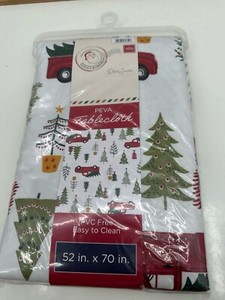 PEVA
Tablecloth
PVC Free
Easy to Clean
52 in. x 70 in.